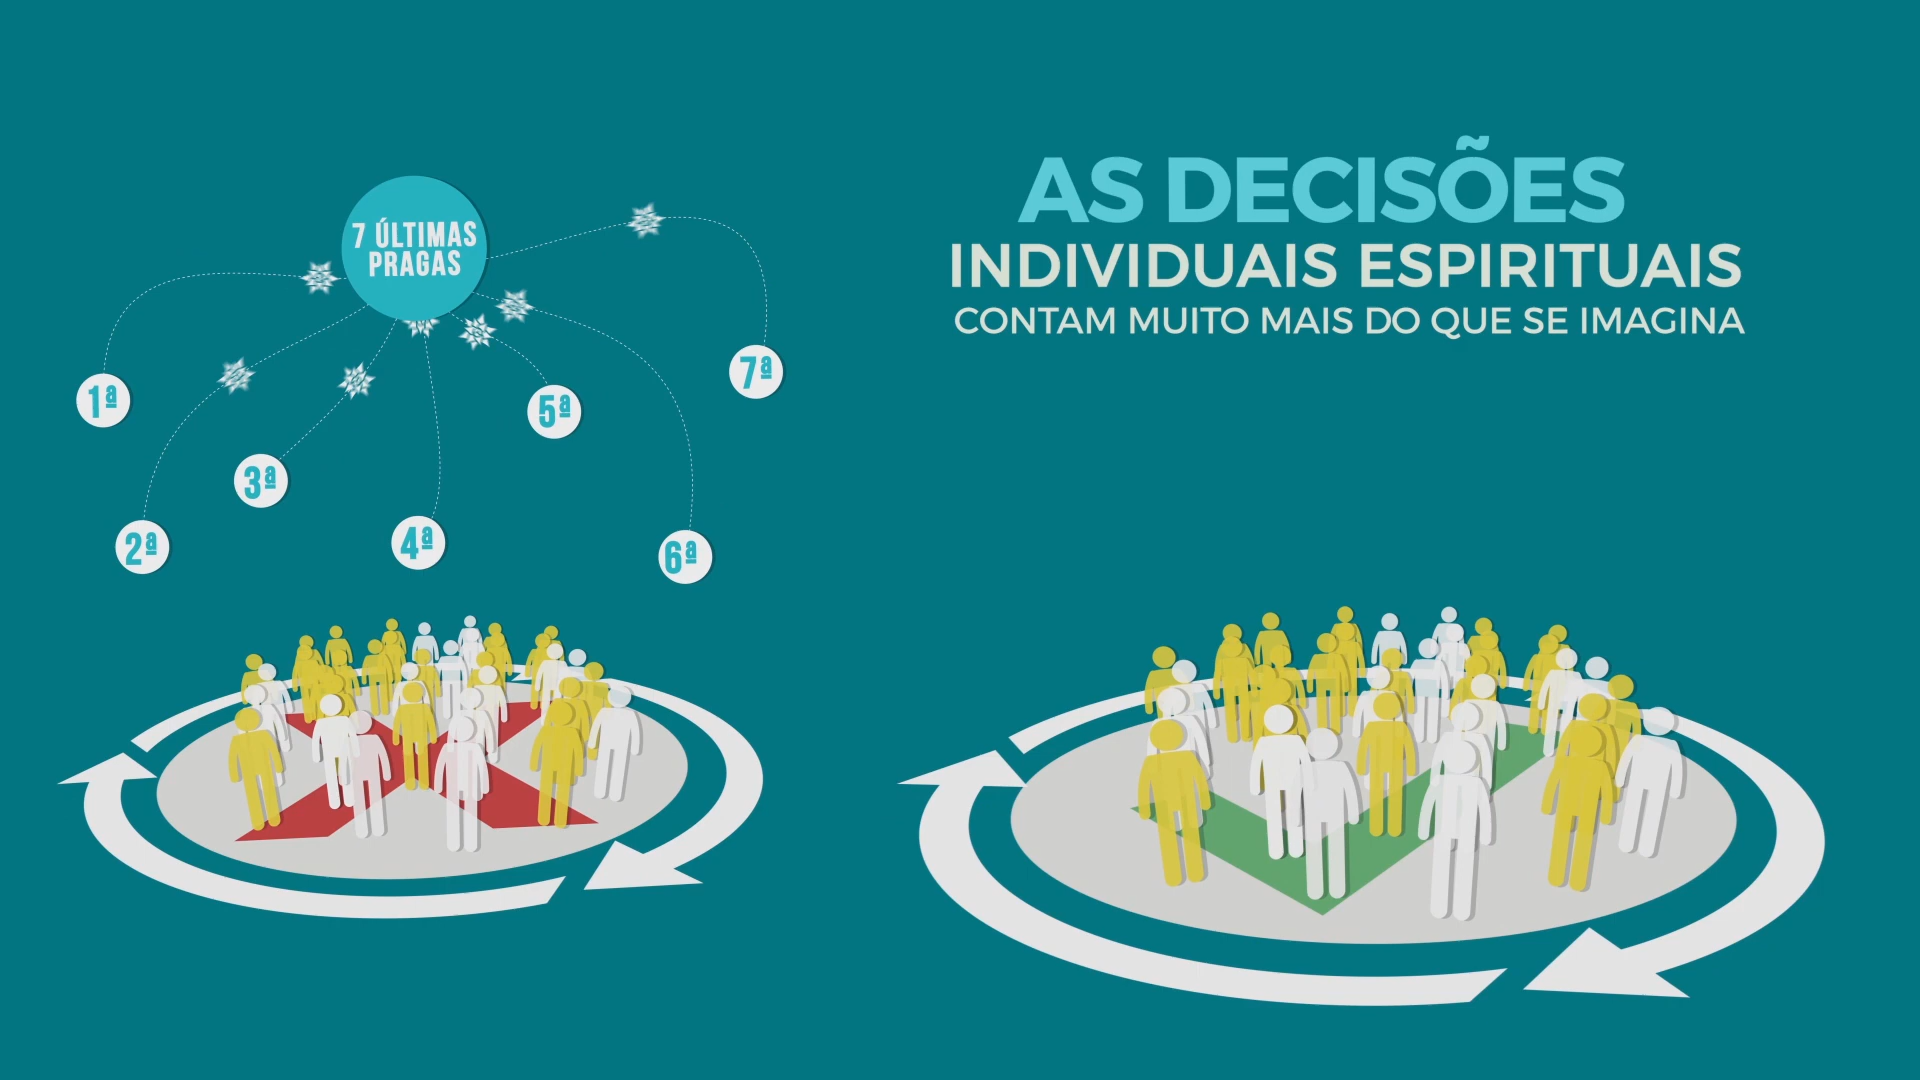 7 ÚLTIMAS
PRAGAS
1ª
2ª
3ª
4ª
5ª
6ª
7ª
AS DECISÕES
INDIVIDUAIS ESPIRITUAIS
CONTAM MUITO MAIS DO QUE SE IMAGINA